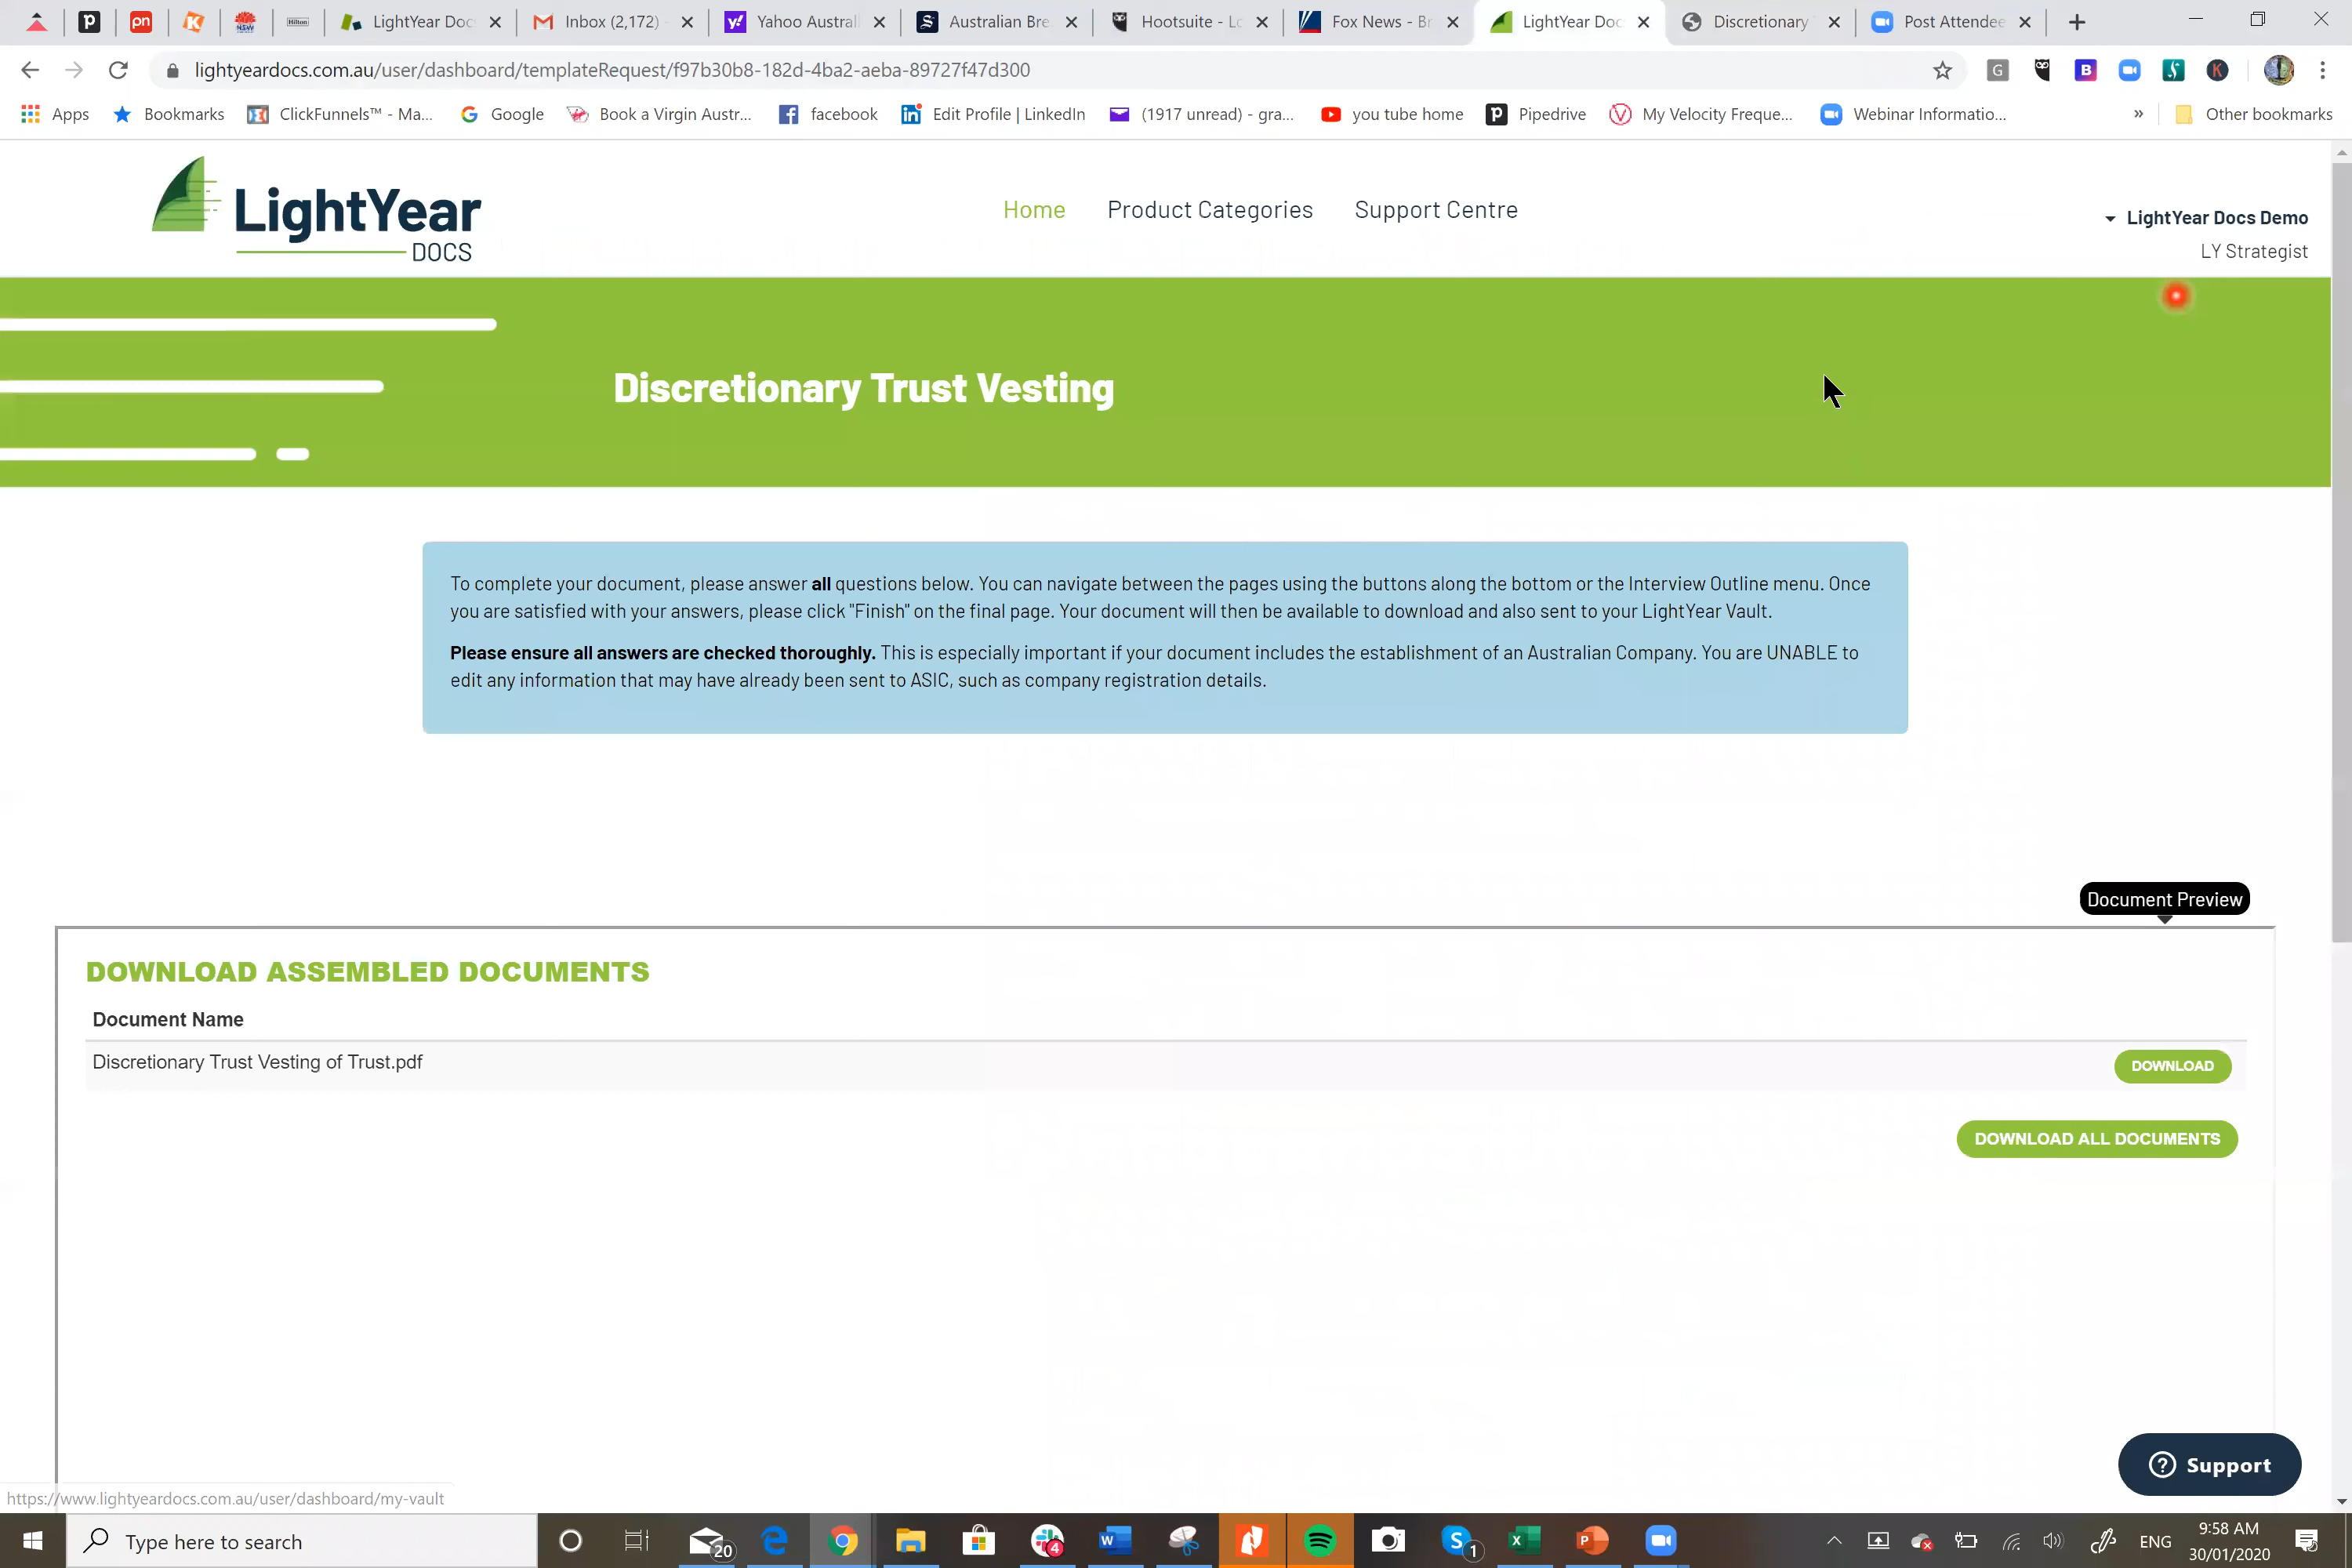 LightYear Doc
Inbox (2,172)
Yahoo Austral
Australian Bre
Hootsuite - Lo
Fox News - Br
LightYear Doc
Discretionary
Post Attendee
lightyeardocs.com.au/user/dashboard/templateRequest/f97b30b8-182d-4ba2-aeba-89727f47d300
Apps
Bookmarks
ClickFunnels™ - Ma...
Google
Book a Virgin Austr...
facebook
Edit Profile | LinkedIn
(1917 unread) - gra...
you tube home
Pipedrive
My Velocity Freque...
Webinar Informatio...
»
Other bookmarks
LightYear
DOCS
Home
Product Categories
Support Centre
LightYear Docs Demo
LY Strategist
Discretionary Trust Vesting
To complete your document, please answer all questions below. You can navigate between the pages using the buttons along the bottom or the Interview Outline menu. Once
you are satisfied with your answers, please click "Finish" on the final page. Your document will then be available to download and also sent to your LightYear Vault.
Please ensure all answers are checked thoroughly. This is especially important if your document includes the establishment of an Australian Company. You are UNABLE to
edit any information that may have already been sent to ASIC, such as company registration details.
Document Preview
DOWNLOAD ASSEMBLED DOCUMENTS
Document Name
Discretionary Trust Vesting of Trust.pdf
DOWNLOAD
DOWNLOAD ALL DOCUMENTS
Support
https://www.lightyeardocs.com.au/user/dashboard/my-vault
Type here to search
20
4
1
ENG
9:58 AM
30/01/2020